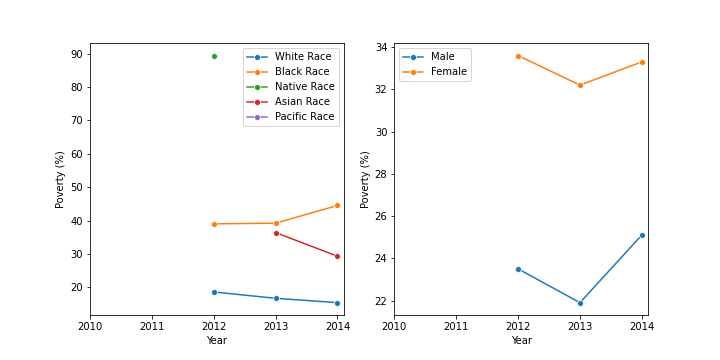 90
80
70
60
50
40
30
20
Poverty (%)
2010 2011 2012 2013 2014
Year
White Race
Black Race
Native Race
Asian Race
Pacific Race
34
32
30
28
26
24
22
Poverty (%)
2010 2011 2012 2013 2014
Year
Male
Female